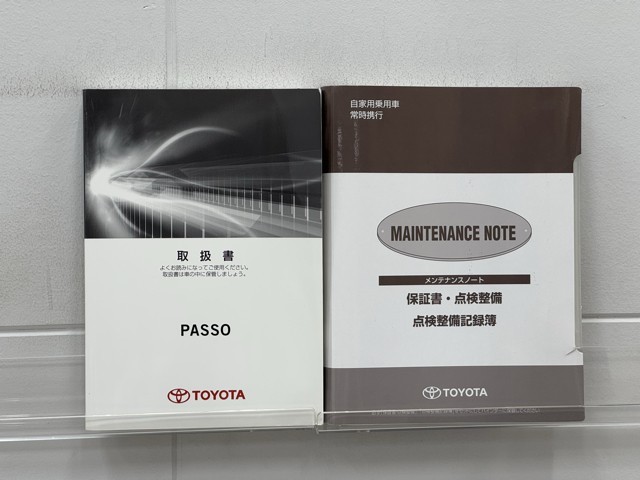 取扱書
よくお読みになってご使用ください。
取扱書は車の中に保管しましょう。
PASSO
TOYOTA
自家用乗用車
常時携行
MAINTENANCE NOTE
メンテナンスノート
保証書・点検整備
点検整備記録簿
TOYOTA